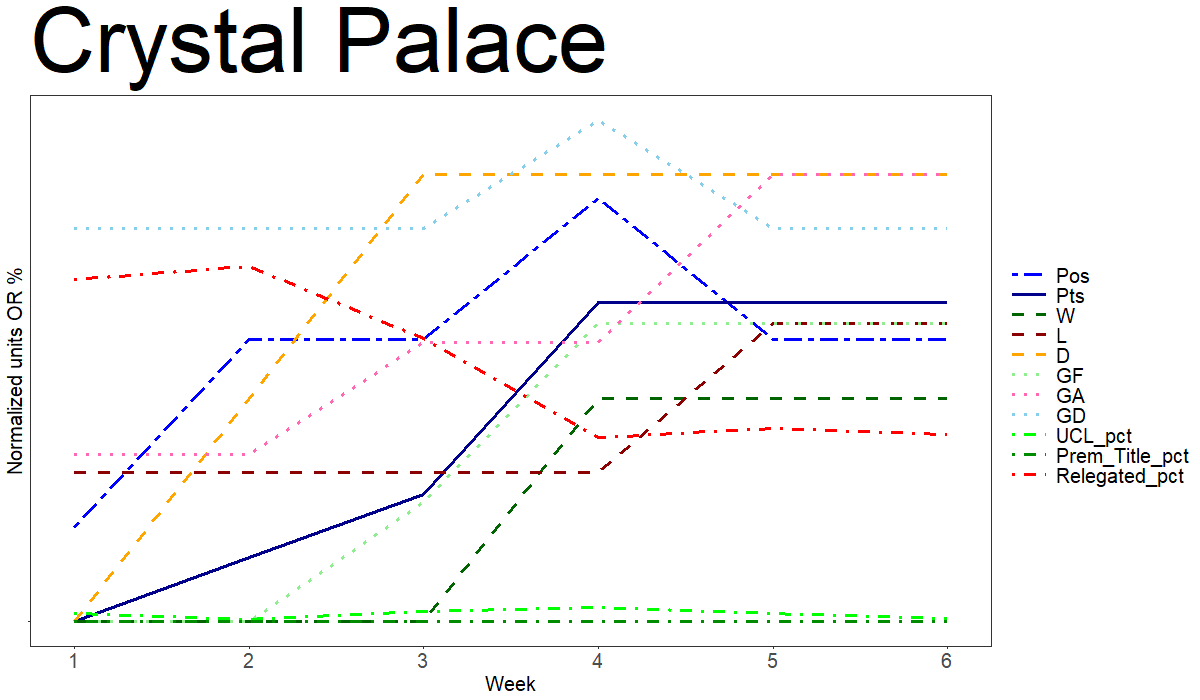 Crystal Palace
Normalized units OR %
1 2 3 4 5 6
Week
Pos
Pts
W
L
D
GF
GA
GD
UCL_pct
Prem_Title_pct
Relegated_pct